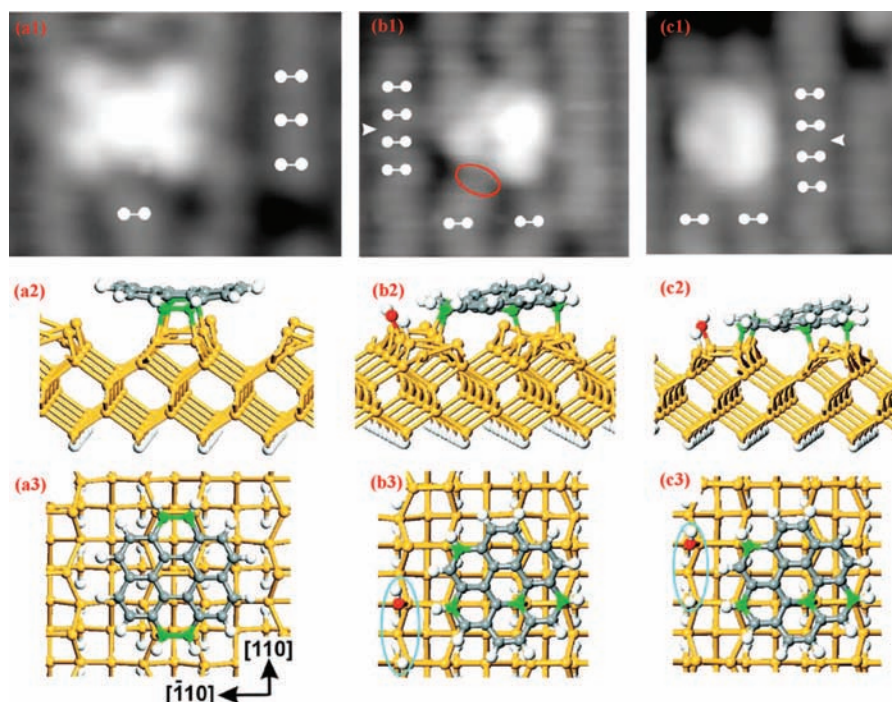 (a1)
(b1)
(c1)
(a2)
(b2)
(c2)
(a3)
(b3)
(c3)
[110]
[1̄10]